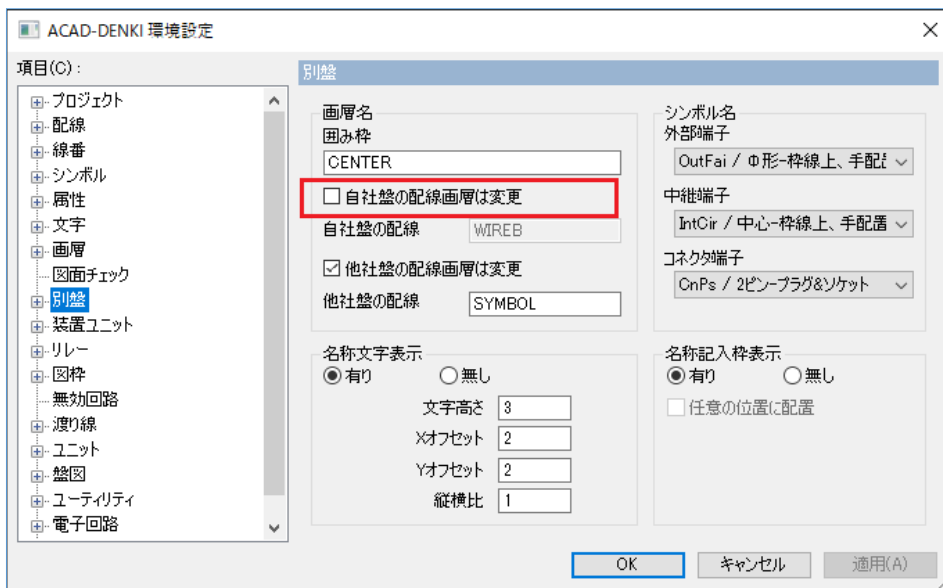 ACAD-DENKI 環境設定
項目(C) :
プロジェクト
配線
線番
シンボル
属性
文字
画層
図面チェック
別盤
装置ユニット
リレー
図枠
無効回路
渡り線
ユニット
盤図
ユーティリティ
電子回路
別盤
画層名
囲み枠
CENTER
自社盤の配線画層は変更
自社盤の配線 WIREB
他社盤の配線画層は変更
他社盤の配線 SYMBOL
シンボル名
外部端子
OutFai / Φ形-枠線上、手配
中継端子
IntCir / 中心-枠線上、手配置
コネクタ端子
CnPs / 2ピン-プラグ&ソケット
名称文字表示
有り 無し
文字高さ 3
Xオフセット 2
Yオフセット 2
縦横比 1
名称記入枠表示
有り 無し
任意の位置に配置
OK キャンセル 適用(A)